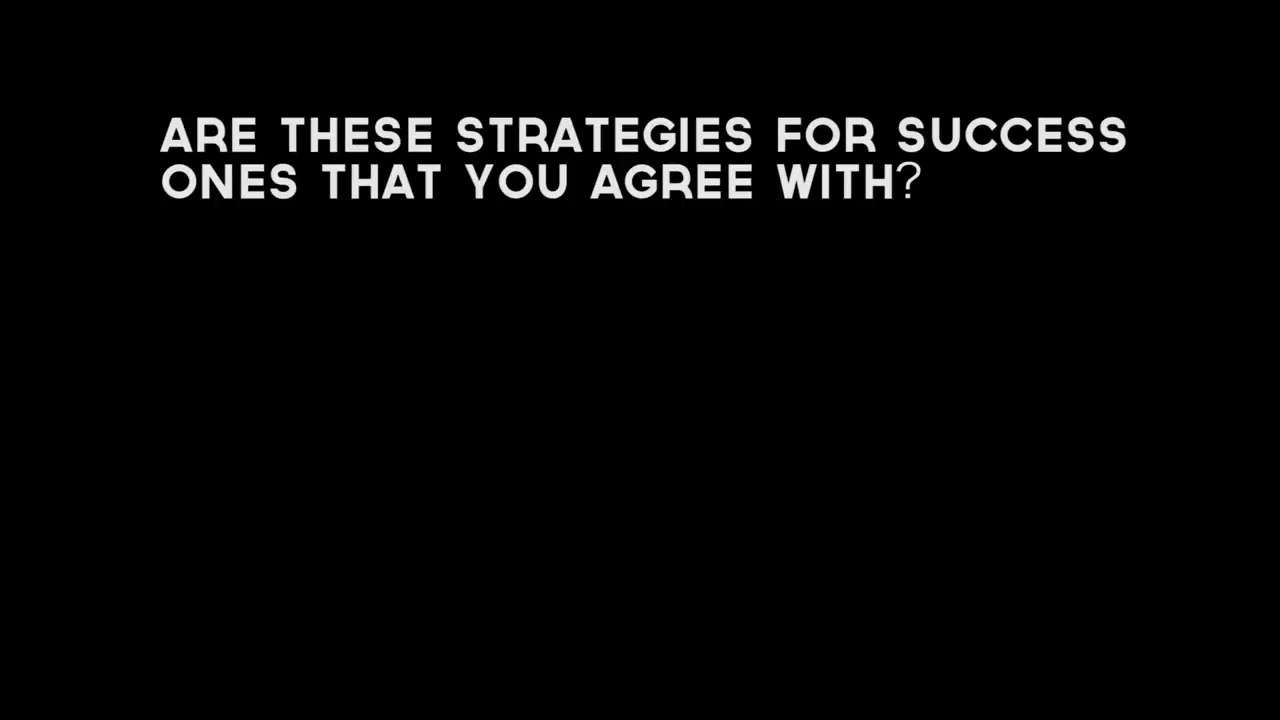 ARE THESE STRATEGIES FOR SUCCESS
ONES THAT YOU AGREE WITH?